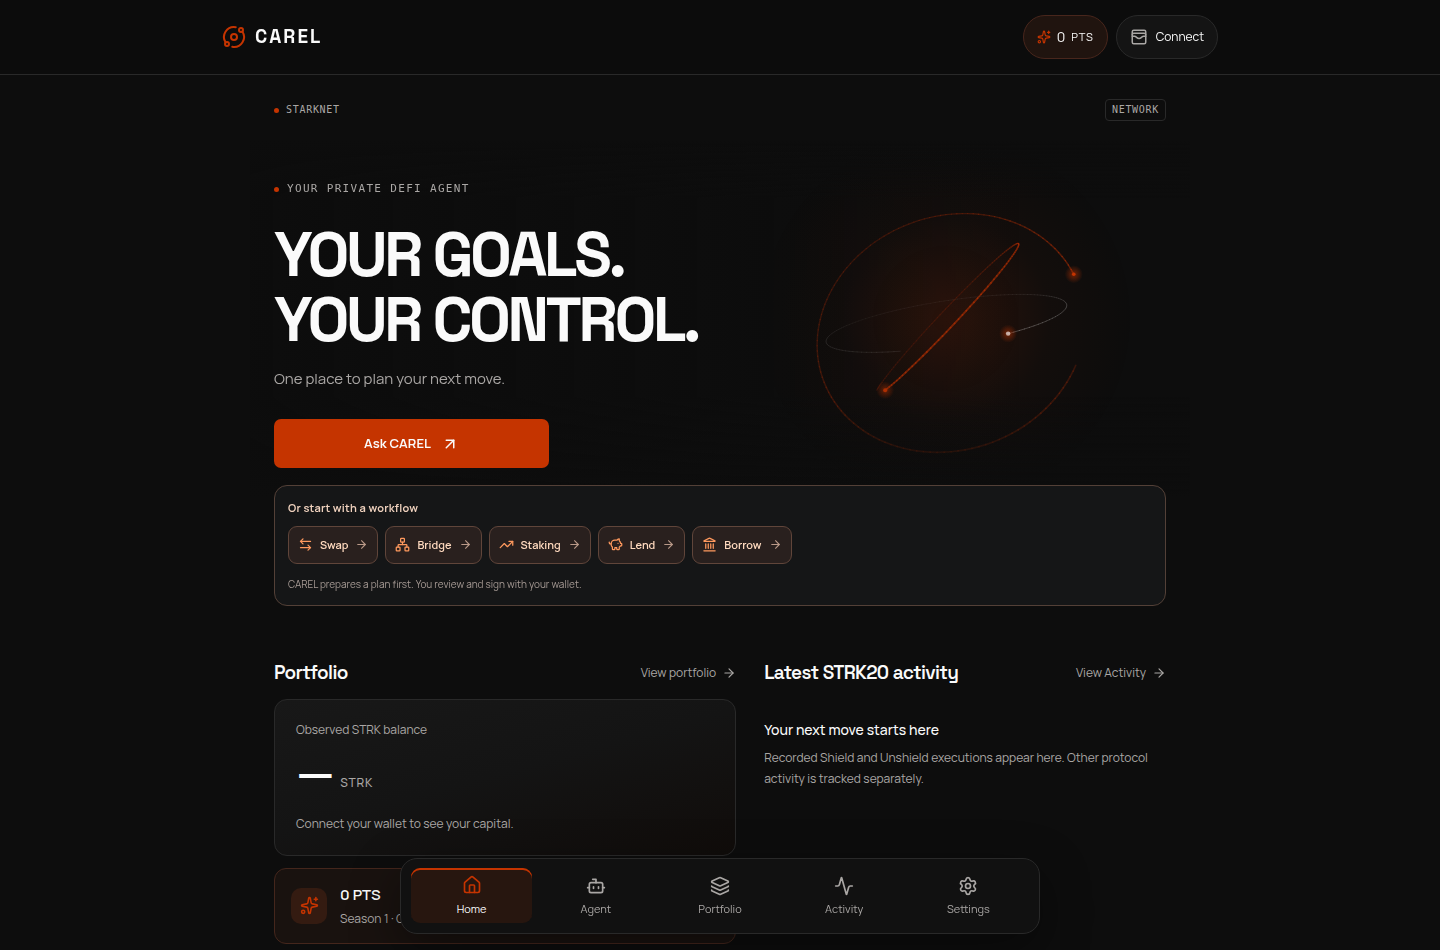 CAREL
0 PTS
Connect
STARKNET
NETWORK
YOUR PRIVATE DEFI AGENT
YOUR GOALS.
YOUR CONTROL.
One place to plan your next move.
Ask CAREL
Or start with a workflow
Swap
Bridge
Staking
Lend
Borrow
CAREL prepares a plan first. You review and sign with your wallet.
Portfolio
View portfolio
Observed STRK balance
— STRK
Connect your wallet to see your capital.
Latest STRK20 activity
View Activity
Your next move starts here
Recorded Shield and Unshield executions appear here. Other protocol
activity is tracked separately.
0 PTS
Season 1 ·
Home
Agent
Portfolio
Activity
Settings